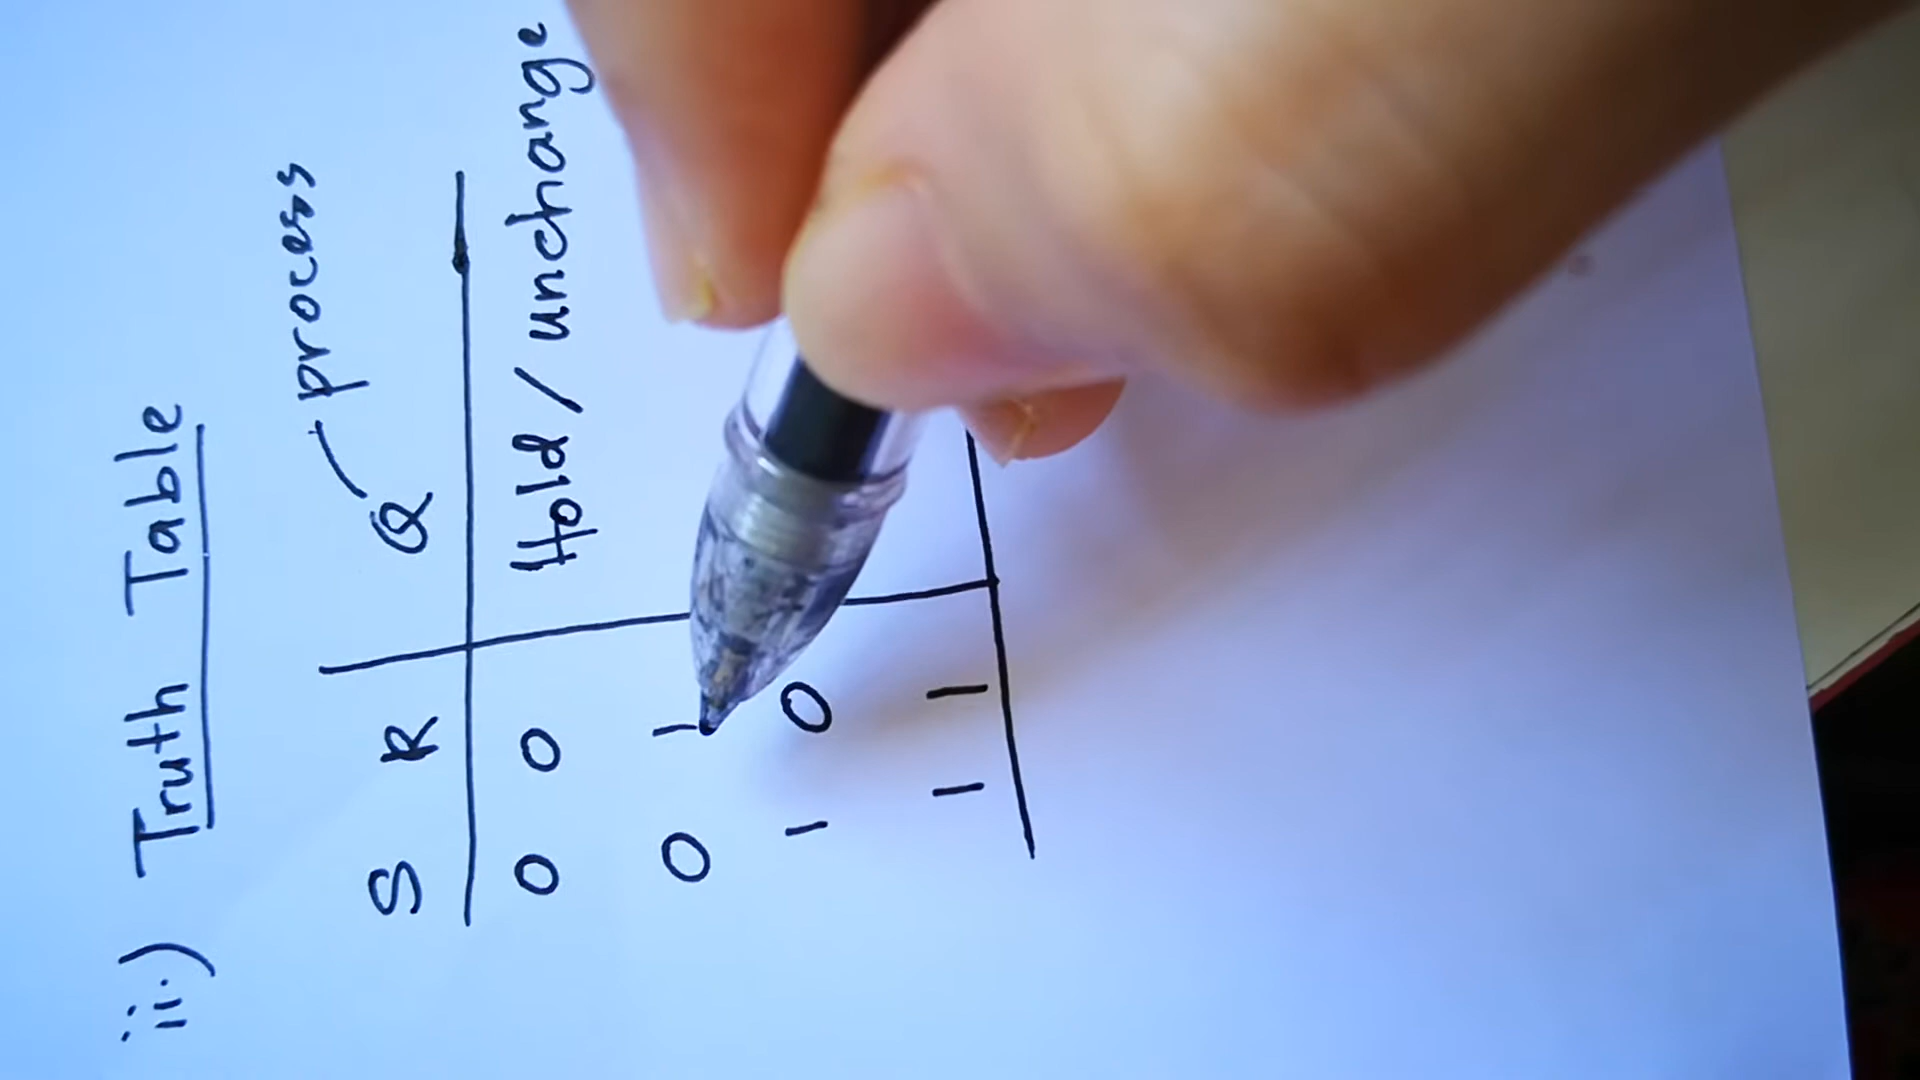 ii.) Truth Table
S R Q process
0 0 Hold / unchange
0 1
1 0
1 1